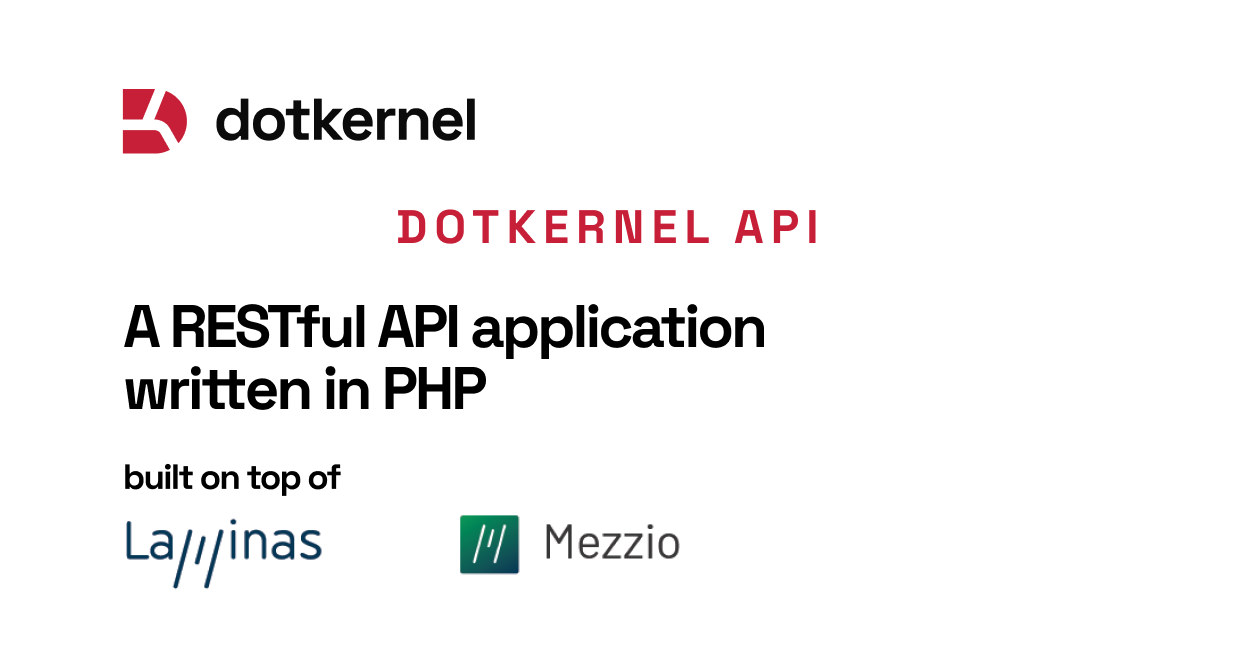 dotkernel
DOTKERNEL API
A RESTful API application
written in PHP
built on top of
Laminas
Mezzio